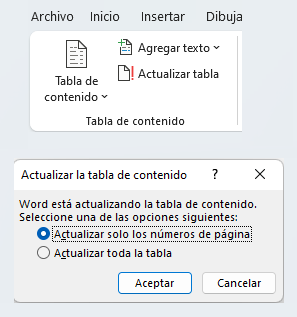 Archivo Inicio Insertar Dibuja
Tabla de contenido
Agregar texto
Actualizar tabla
Tabla de contenido
Actualizar la tabla de contenido ?
Word está actualizando la tabla de contenido.
Seleccione una de las opciones siguientes:
Actualizar solo los números de página
Actualizar toda la tabla
Aceptar Cancelar